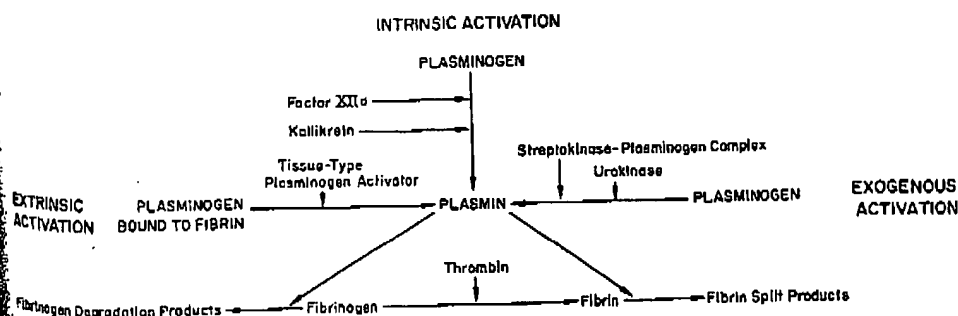 INTRINSIC ACTIVATION
PLASMINOGEN
Factor XIIa
Kallikrein
Streptokinase-Plasminogen Complex
Urokinase
Tissue-Type
Plasminogen Activator
EXTRINSIC
ACTIVATION
PLASMINOGEN
BOUND TO FIBRIN
PLASMIN
PLASMINOGEN
EXOGENOUS
ACTIVATION
Thrombin
Fibrinogen Degradation Products
Fibrinogen
Fibrin
Fibrin Split Products